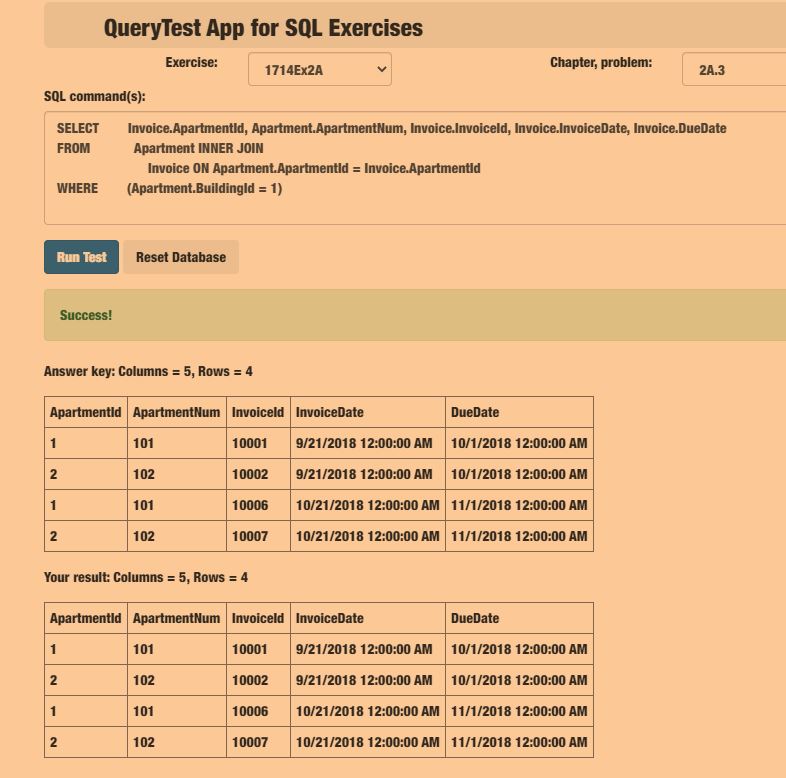 QueryTest App for SQL Exercises
Exercise: 1714Ex2A Chapter, problem: 2A.3
SQL command(s):
SELECT Invoice.ApartmentId, Apartment.ApartmentNum, Invoice.InvoiceId, Invoice.InvoiceDate, Invoice.DueDate
FROM Apartment INNER JOIN
Invoice ON Apartment.ApartmentId = Invoice.ApartmentId
WHERE (Apartment.BuildingId = 1)
Run Test Reset Database
Success!
Answer key: Columns = 5, Rows = 4
ApartmentId ApartmentNum InvoiceId InvoiceDate DueDate
1 101 10001 9/21/2018 12:00:00 AM 10/1/2018 12:00:00 AM
2 102 10002 9/21/2018 12:00:00 AM 10/1/2018 12:00:00 AM
1 101 10006 10/21/2018 12:00:00 AM 11/1/2018 12:00:00 AM
2 102 10007 10/21/2018 12:00:00 AM 11/1/2018 12:00:00 AM
Your result: Columns = 5, Rows = 4
ApartmentId ApartmentNum InvoiceId InvoiceDate DueDate
1 101 10001 9/21/2018 12:00:00 AM 10/1/2018 12:00:00 AM
2 102 10002 9/21/2018 12:00:00 AM 10/1/2018 12:00:00 AM
1 101 10006 10/21/2018 12:00:00 AM 11/1/2018 12:00:00 AM
2 102 10007 10/21/2018 12:00:00 AM 11/1/2018 12:00:00 AM